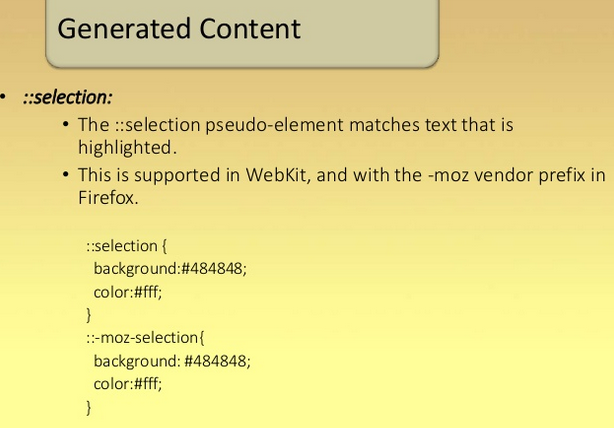 Generated Content
• ::selection:
• The ::selection pseudo-element matches text that is
highlighted.
• This is supported in WebKit, and with the -moz vendor prefix in
Firefox.
::selection {
background:#484848;
color:#fff;
}
::-moz-selection{
background: #484848;
color:#fff;
}